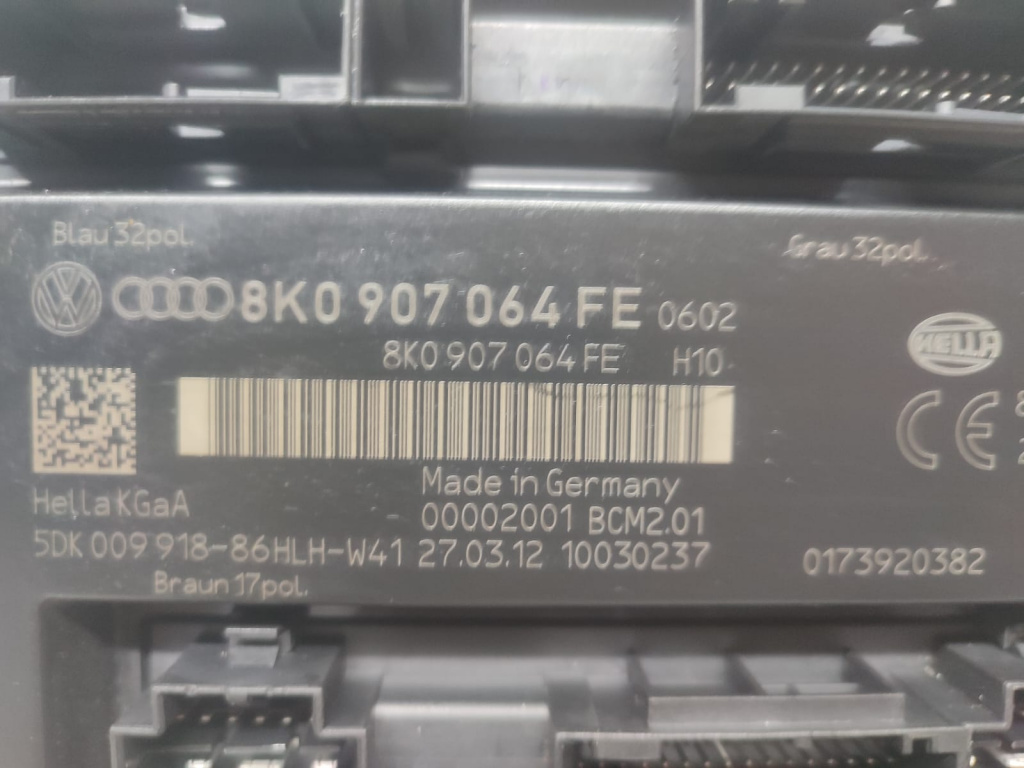 Blau 32pol.
Grau 32pol.
8K0 907 064 FE 0602
8K0 907 064 FE H10
HELLA
CE
Hella KGaA
Made in Germany
00002001 BCM2.01
5DK 009 918-86HLH-W41 27.03.12 10030237
0173920382
Braun 17pol.